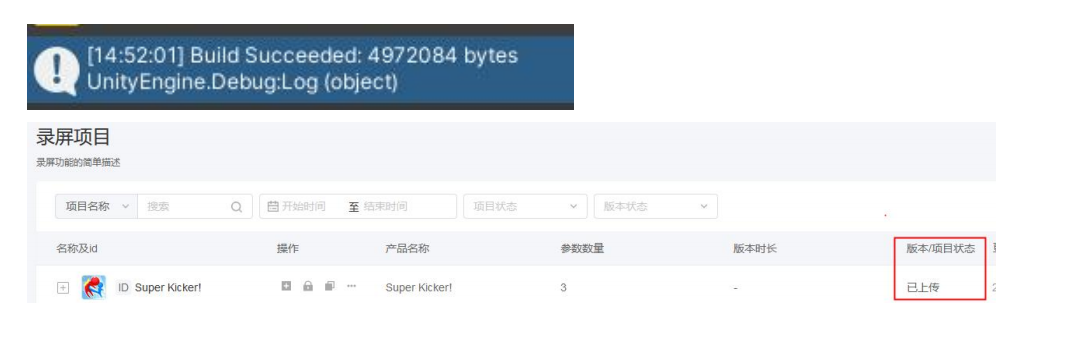 [14:52:01] Build Succeeded: 4972084 bytes
UnityEngine.Debug:Log (object)
录屏项目
录屏功能的简单描述
项目名称 搜索 开始时间 至 结束时间 项目状态 版本状态
名称及id 操作 产品名称 参数数量 版本时长 版本/项目状态
ID Super Kicker! Super Kicker! 3 - 已上传